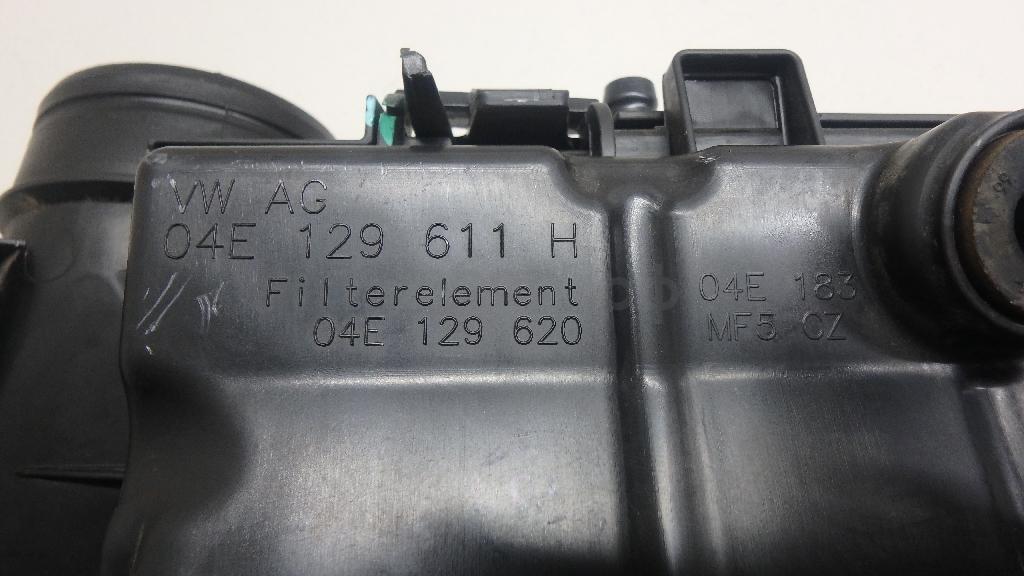 VW AG
04E 129 611 H
Filterelement
04E 129 620
04E 183
MF5 CZ